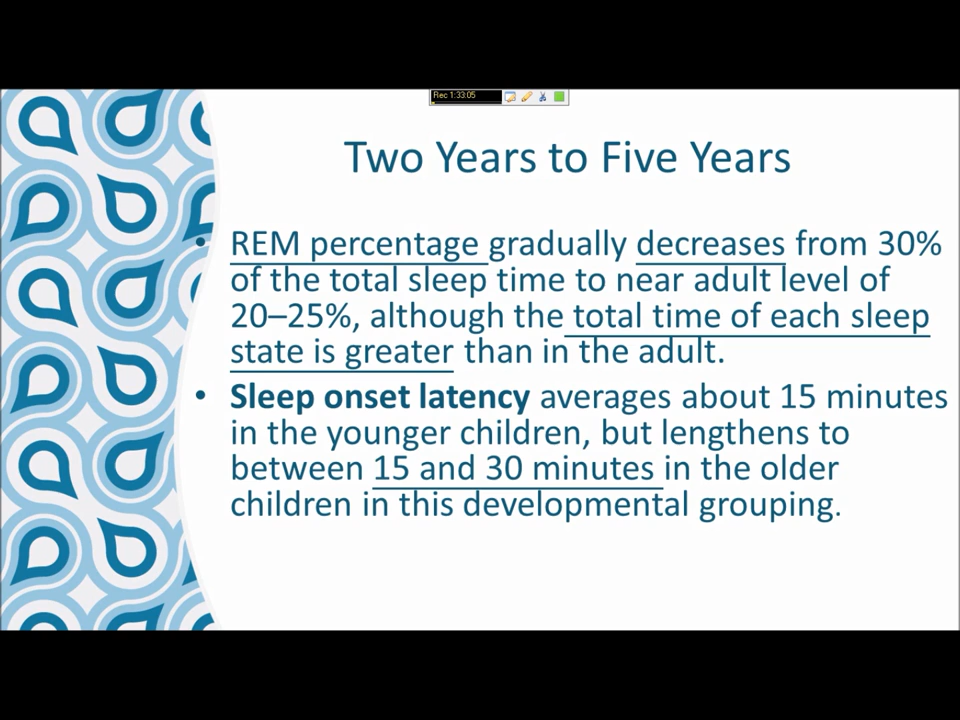 Rec 1:33:05
Two Years to Five Years
• REM percentage gradually decreases from 30%
of the total sleep time to near adult level of
20–25%, although the total time of each sleep
state is greater than in the adult.
• Sleep onset latency averages about 15 minutes
in the younger children, but lengthens to
between 15 and 30 minutes in the older
children in this developmental grouping.